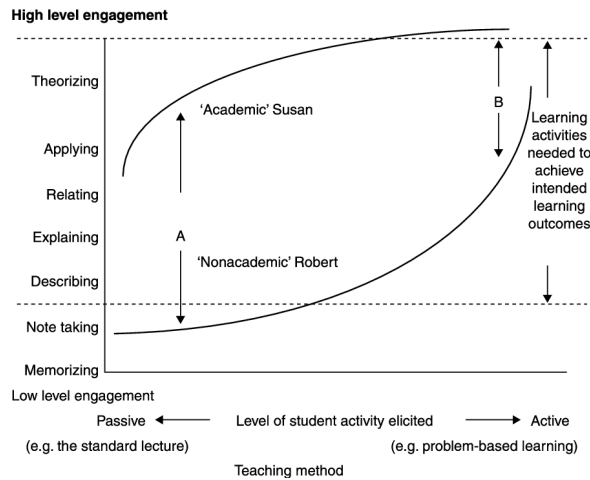 High level engagement
Theorizing
'Academic' Susan
B
Learning
activities
needed to
achieve
intended
learning
outcomes
Applying
Relating
Explaining
A
'Nonacademic' Robert
Describing
Note taking
Memorizing
Low level engagement
Passive Level of student activity elicited Active
(e.g. the standard lecture) (e.g. problem-based learning)
Teaching method